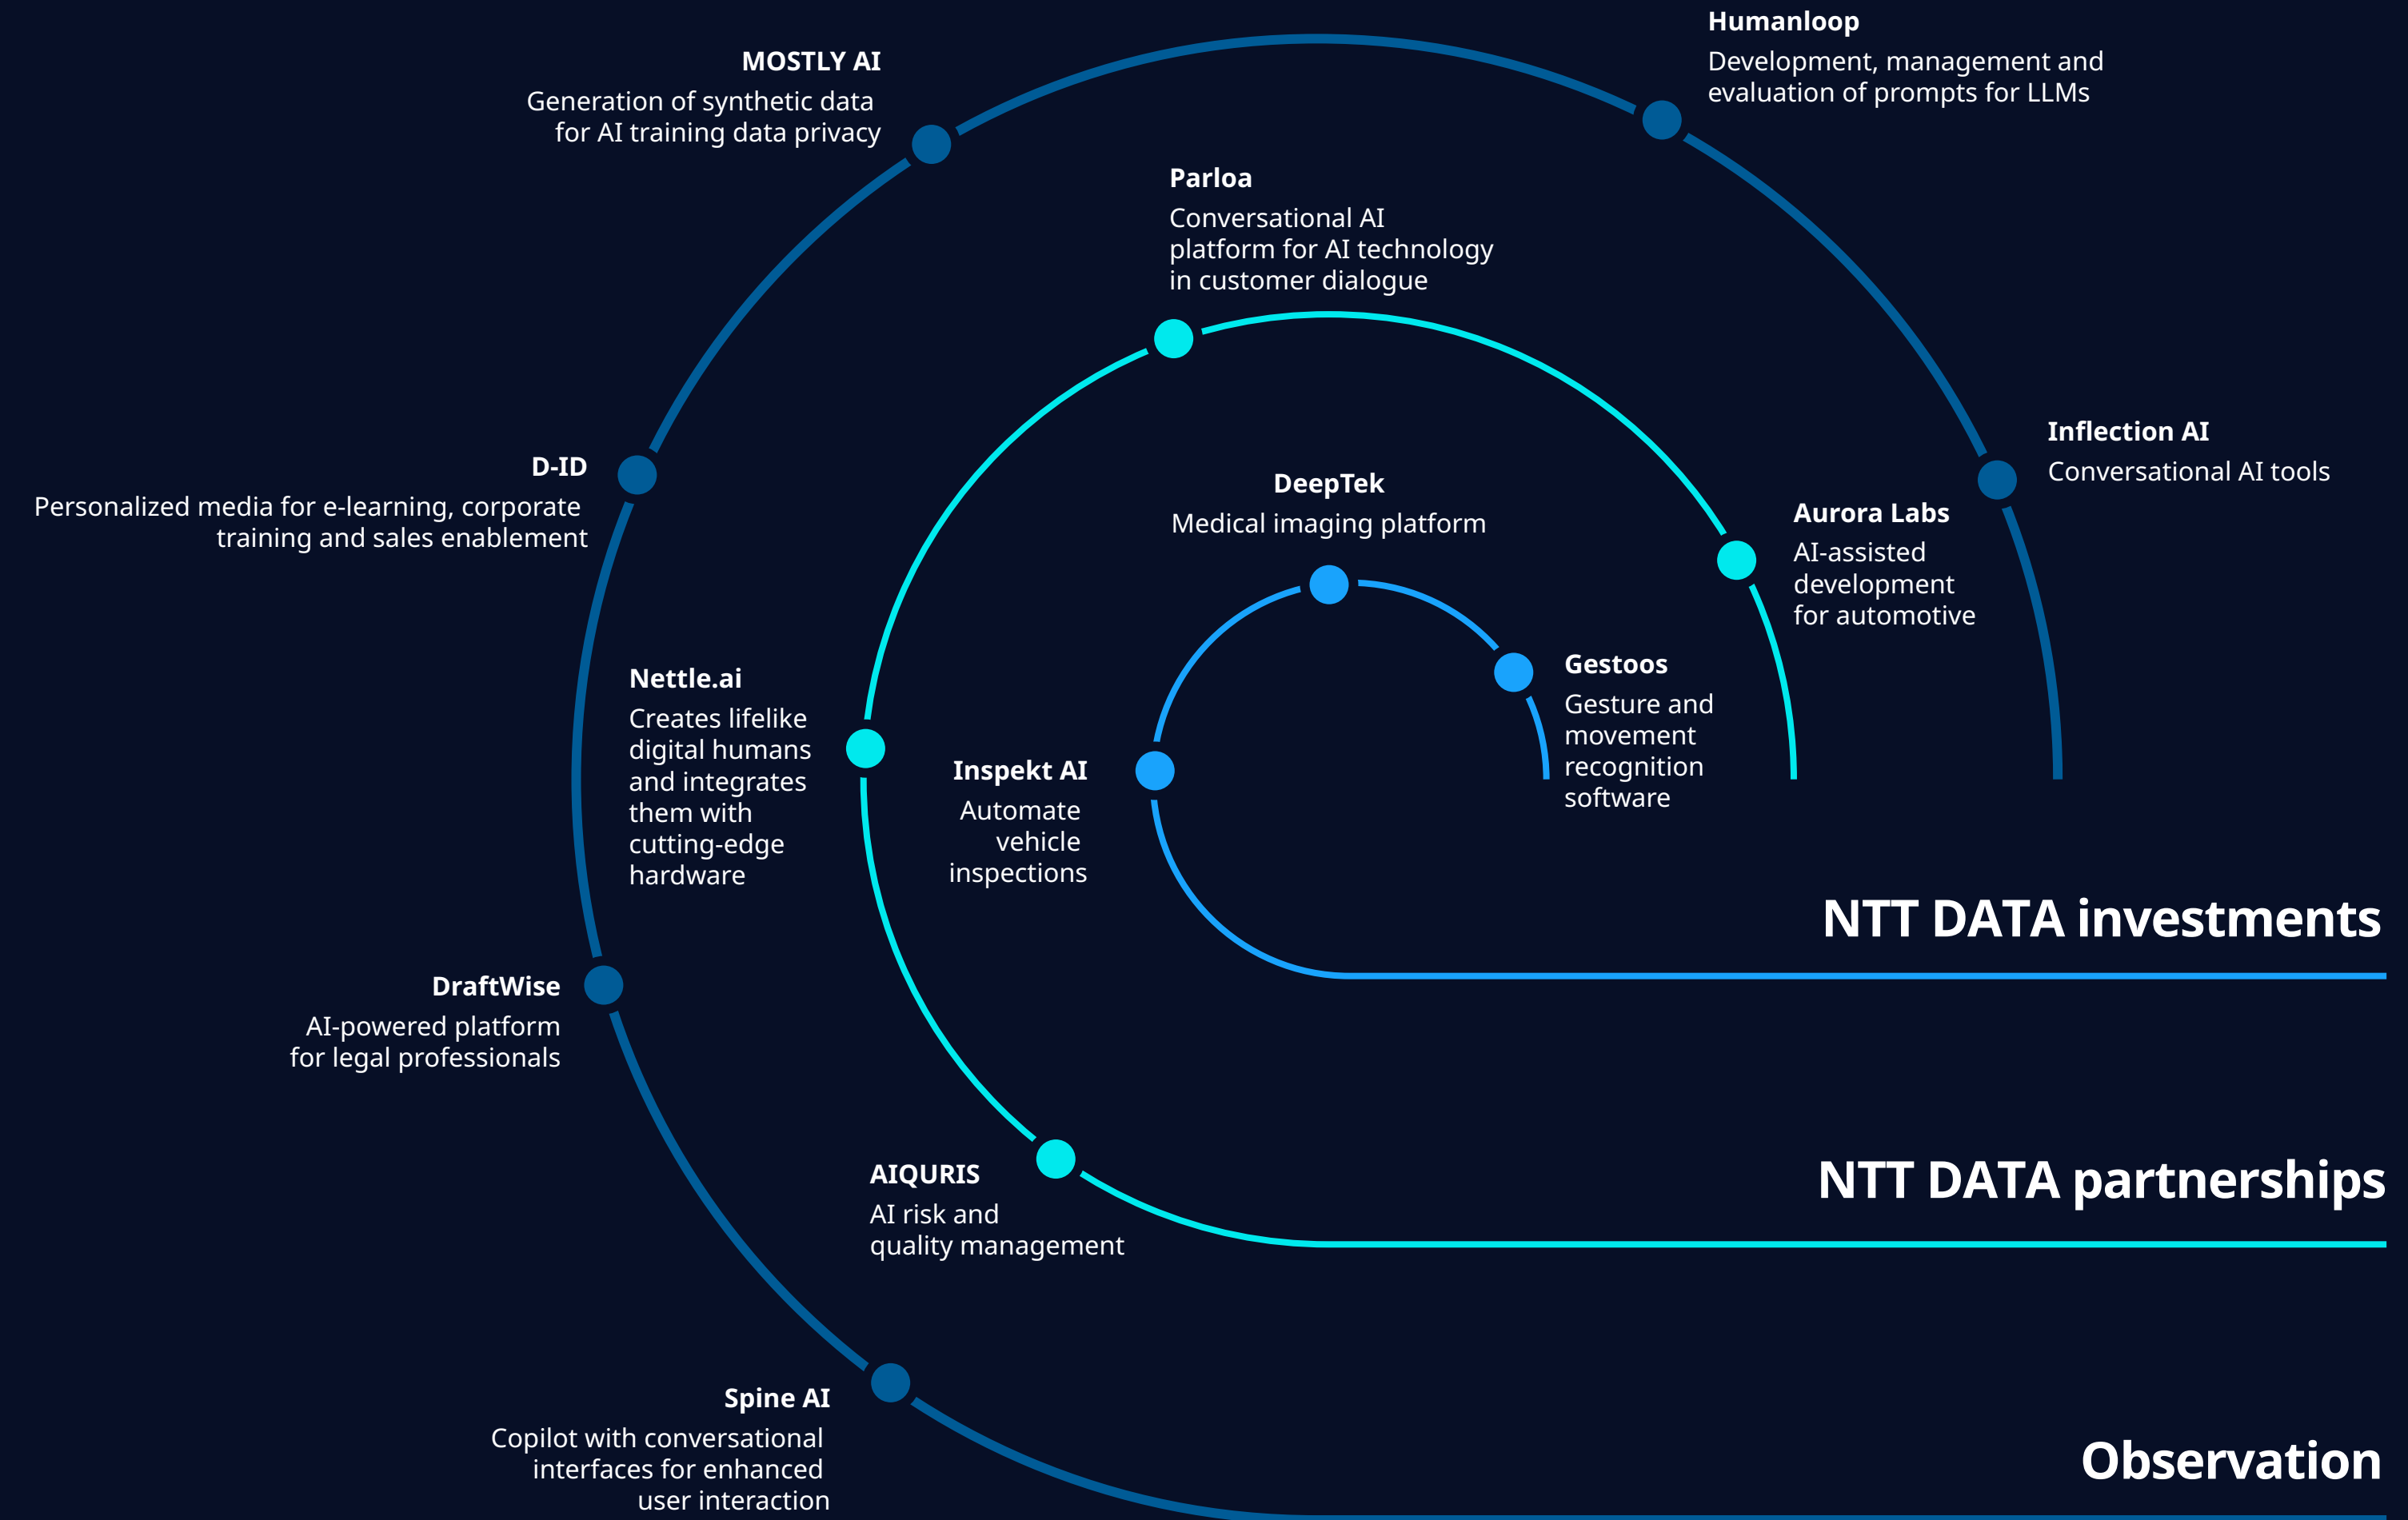 Humanloop
Development, management and
evaluation of prompts for LLMs
MOSTLY AI
Generation of synthetic data
for AI training data privacy
Parloa
Conversational AI
platform for AI technology
in customer dialogue
Inflection AI
Conversational AI tools
D-ID
Personalized media for e-learning, corporate
training and sales enablement
DeepTek
Medical imaging platform
Aurora Labs
AI-assisted
development
for automotive
Gestoos
Gesture and
movement
recognition
software
Nettle.ai
Creates lifelike
digital humans
and integrates
them with
cutting-edge
hardware
Inspekt AI
Automate
vehicle
inspections
NTT DATA investments
DraftWise
AI-powered platform
for legal professionals
NTT DATA partnerships
AIQURIS
AI risk and
quality management
Spine AI
Copilot with conversational
interfaces for enhanced
user interaction
Observation